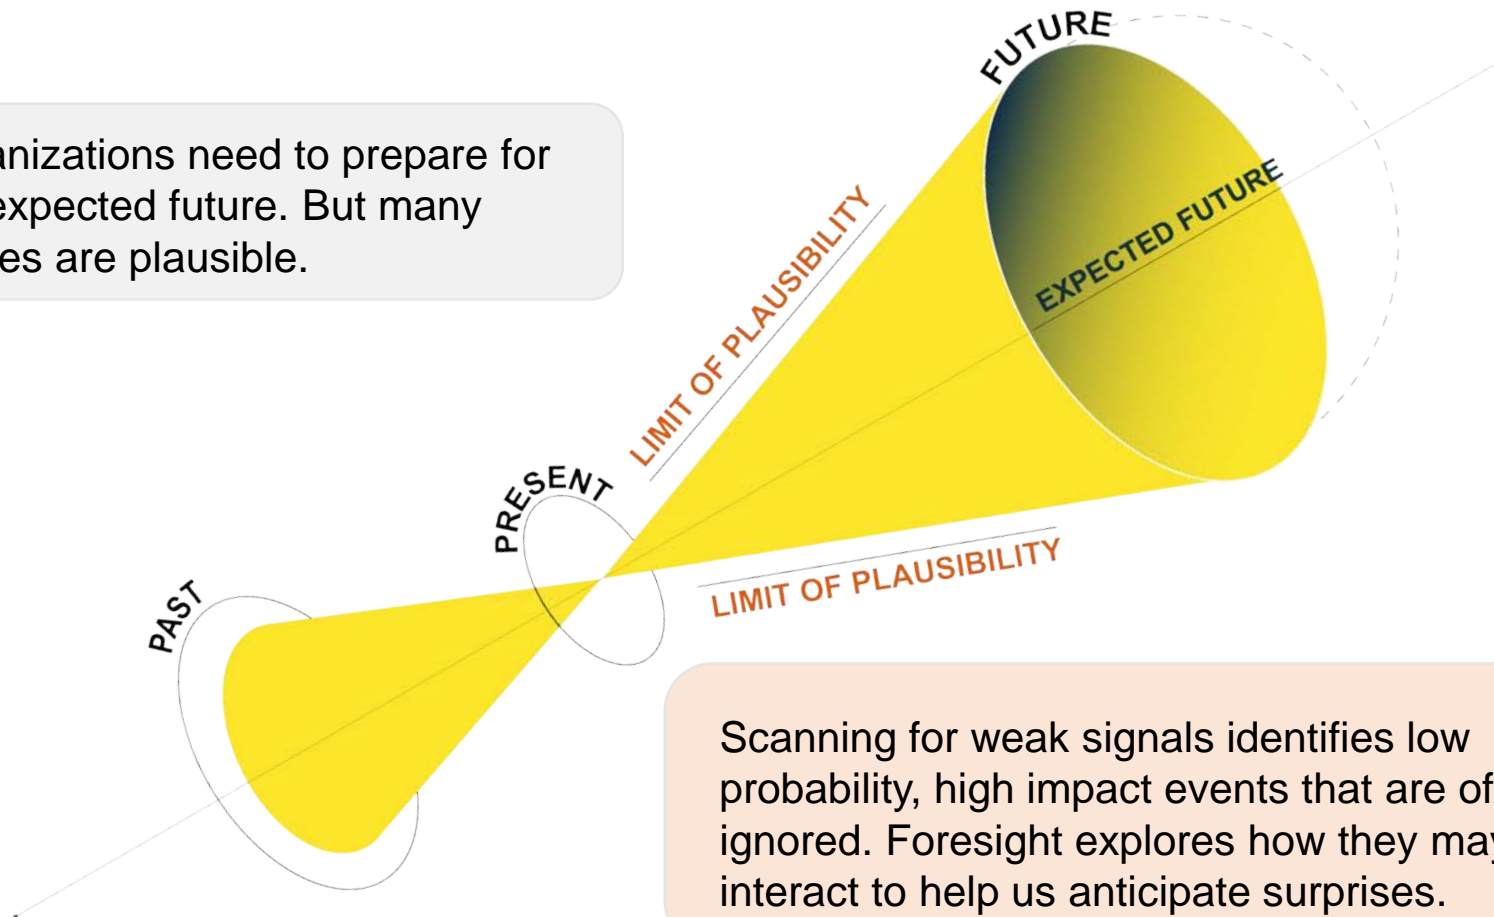 FUTURE
anizations need to prepare for
expected future. But many
es are plausible.
LIMIT OF PLAUSIBILITY
EXPECTED FUTURE
PRESENT
LIMIT OF PLAUSIBILITY
PAST
Scanning for weak signals identifies low
probability, high impact events that are of
ignored. Foresight explores how they may
interact to help us anticipate surprises.